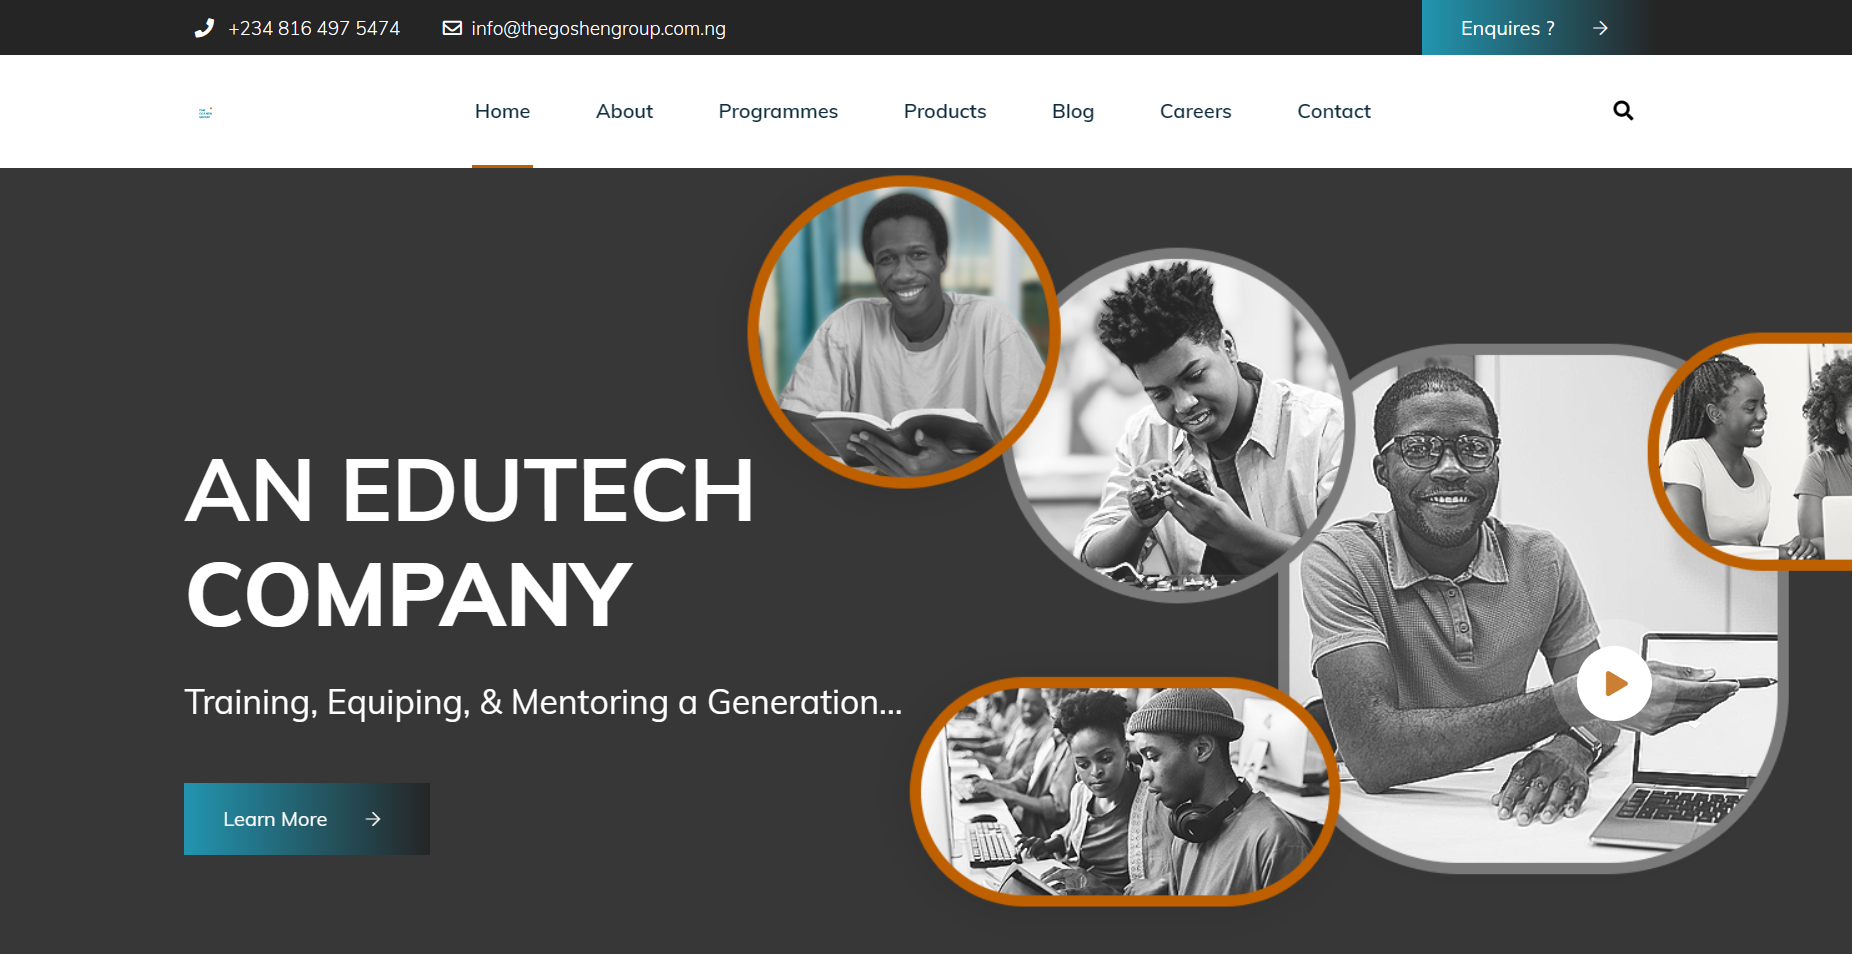 +234 816 497 5474 info@thegoshengroup.com.ng Enquires ?
Home About Programmes Products Blog Careers Contact
AN EDUTECH
COMPANY
Training, Equiping, & Mentoring a Generation...
Learn More